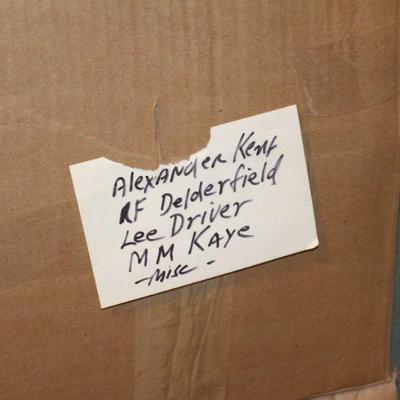 Alexander Kent
RF Delderfield
Lee Driver
MM Kaye
- Misc -